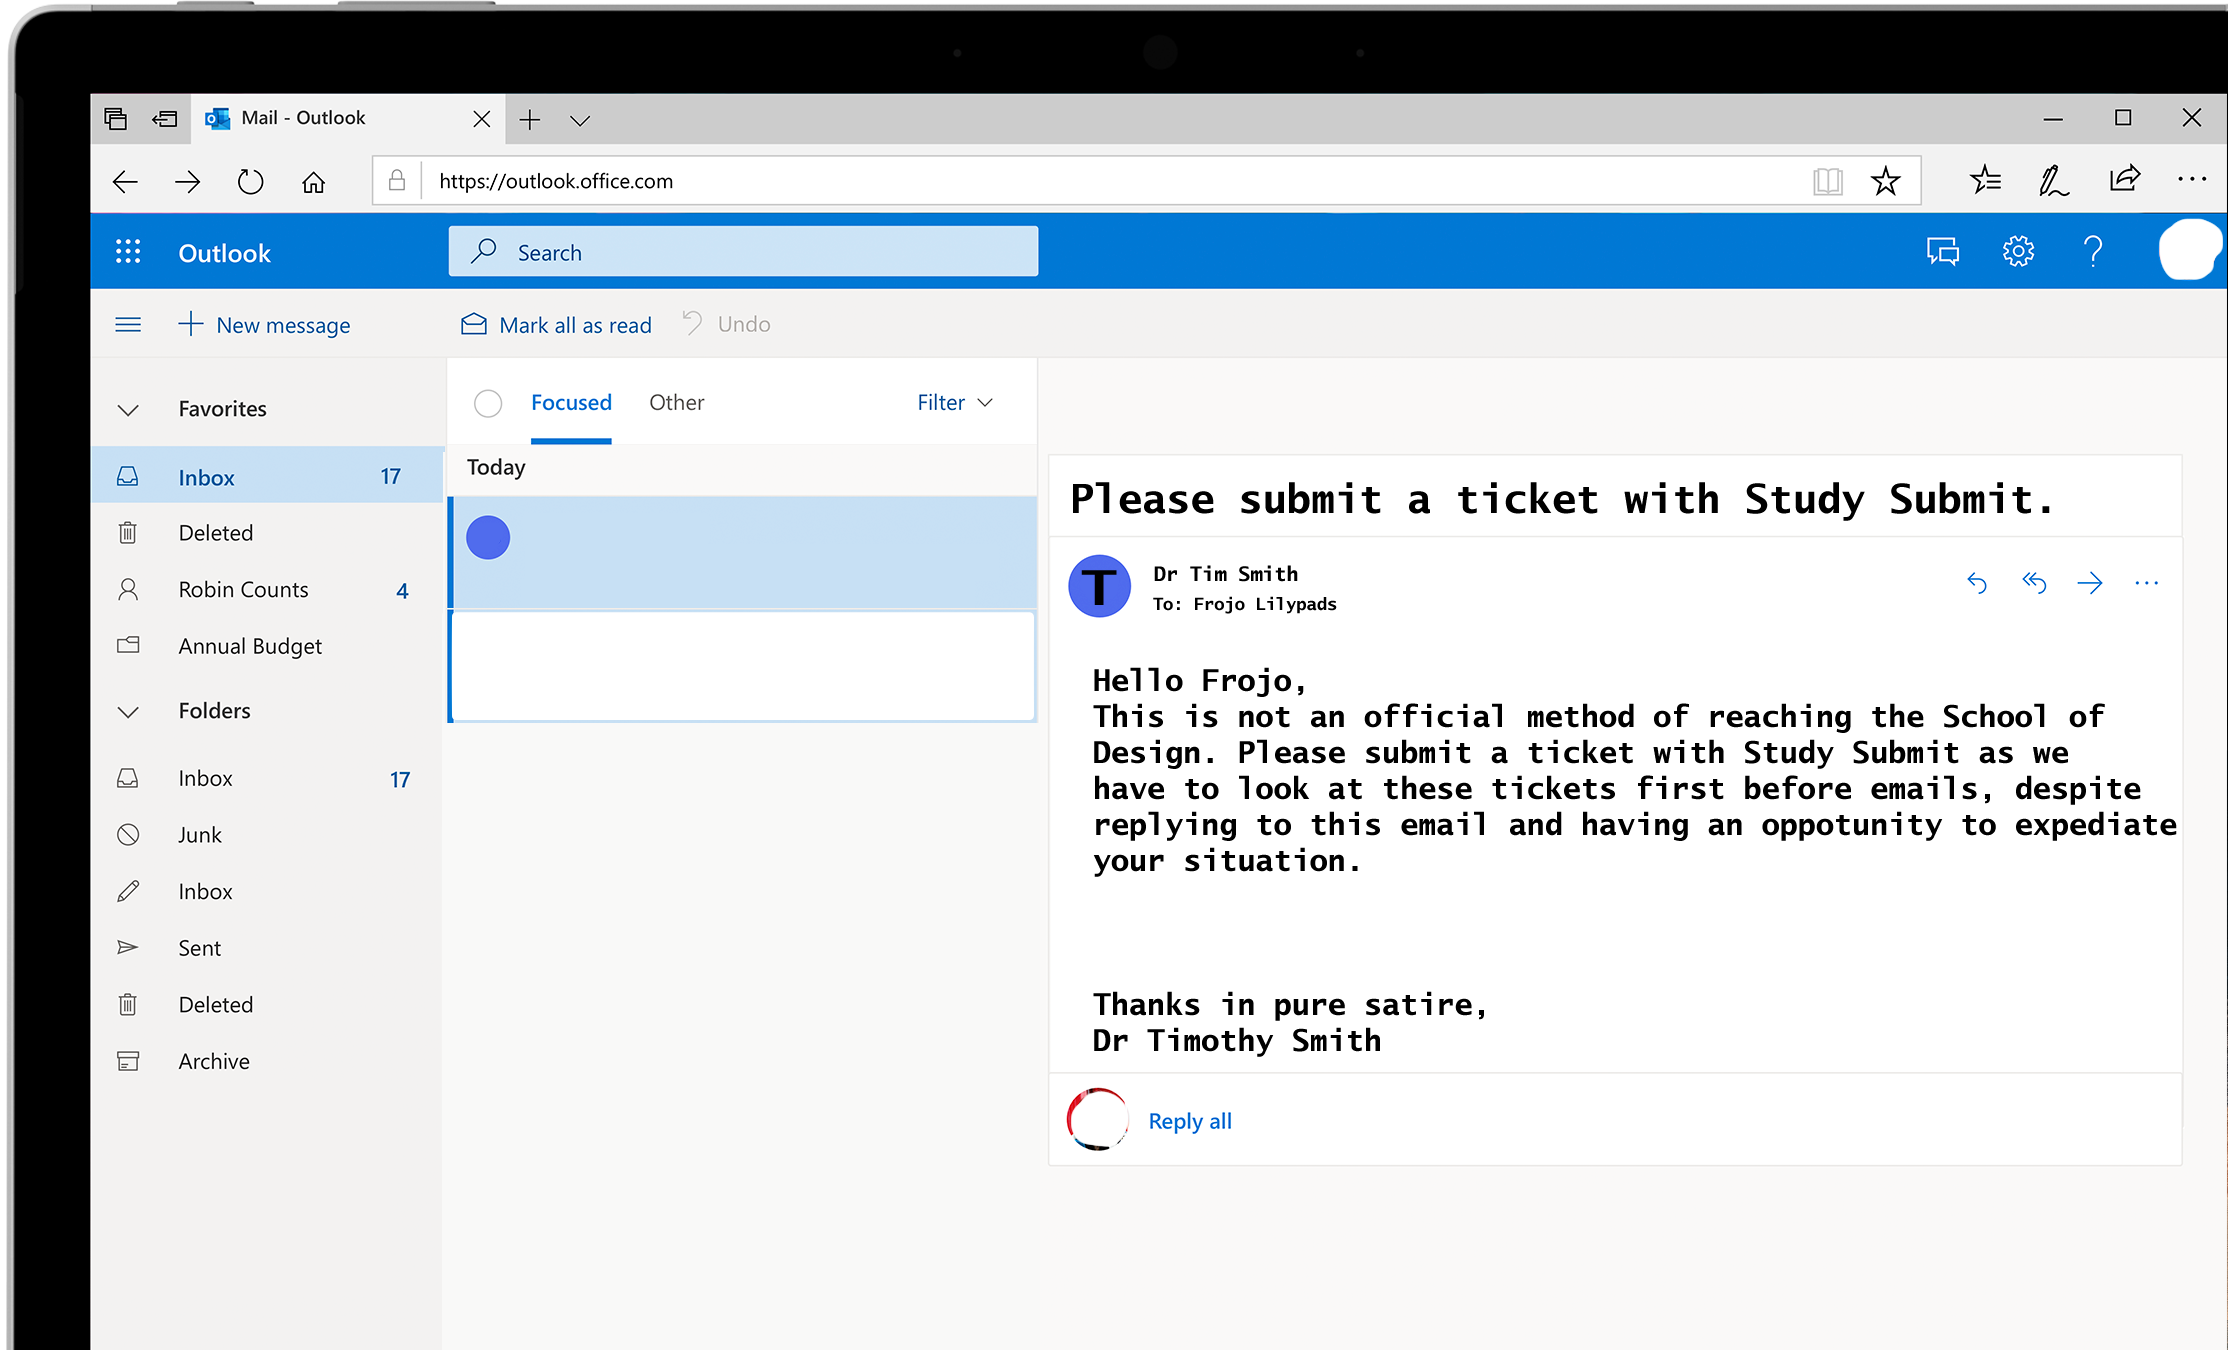 Mail - Outlook
https://outlook.office.com
Outlook
Search
New message
Mark all as read
Undo
Favorites
Inbox 17
Deleted
Robin Counts 4
Annual Budget
Folders
Inbox 17
Junk
Inbox
Sent
Deleted
Archive
Focused
Other
Filter
Today
Please submit a ticket with Study Submit.
T
Dr Tim Smith
To: Frojo Lilypads
Hello Frojo,
This is not an official method of reaching the School of
Design. Please submit a ticket with Study Submit as we
have to look at these tickets first before emails, despite
replying to this email and having an oppotunity to expediate
your situation.
Thanks in pure satire,
Dr Timothy Smith
Reply all